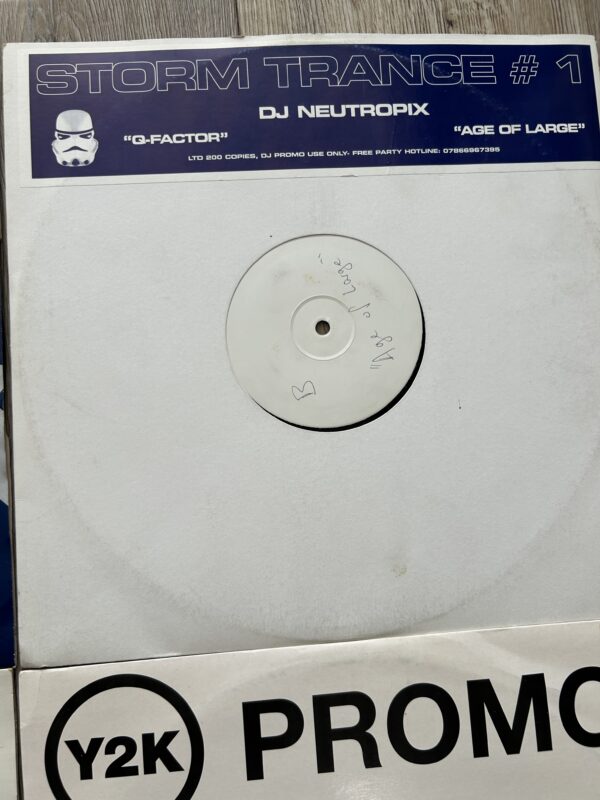 STORM TRANCE # 1
DJ NEUTROPIX
"Q-FACTOR"
"AGE OF LARGE"
LTD 200 COPIES, DJ PROMO USE ONLY- FREE PARTY HOTLINE: 07866967395
"Age of Large"
B
Y2K PROMO